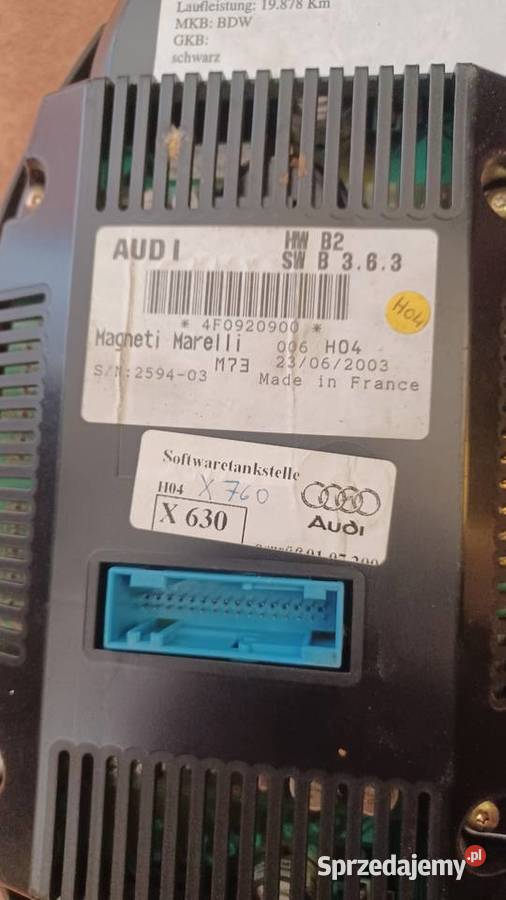 Laufleistung: 19.878 Km
MKB: BDW
GKB:
schwarz
AUDI
HW B2
SW B 3.6.3
H04
* 4F0920900 *
Magneti Marelli 006 H04
M73 23/06/2003
S/N:2594-03 Made in France
Softwaretankstelle
H04 X 760
X 630
Audi
Sprzedajemy.pl